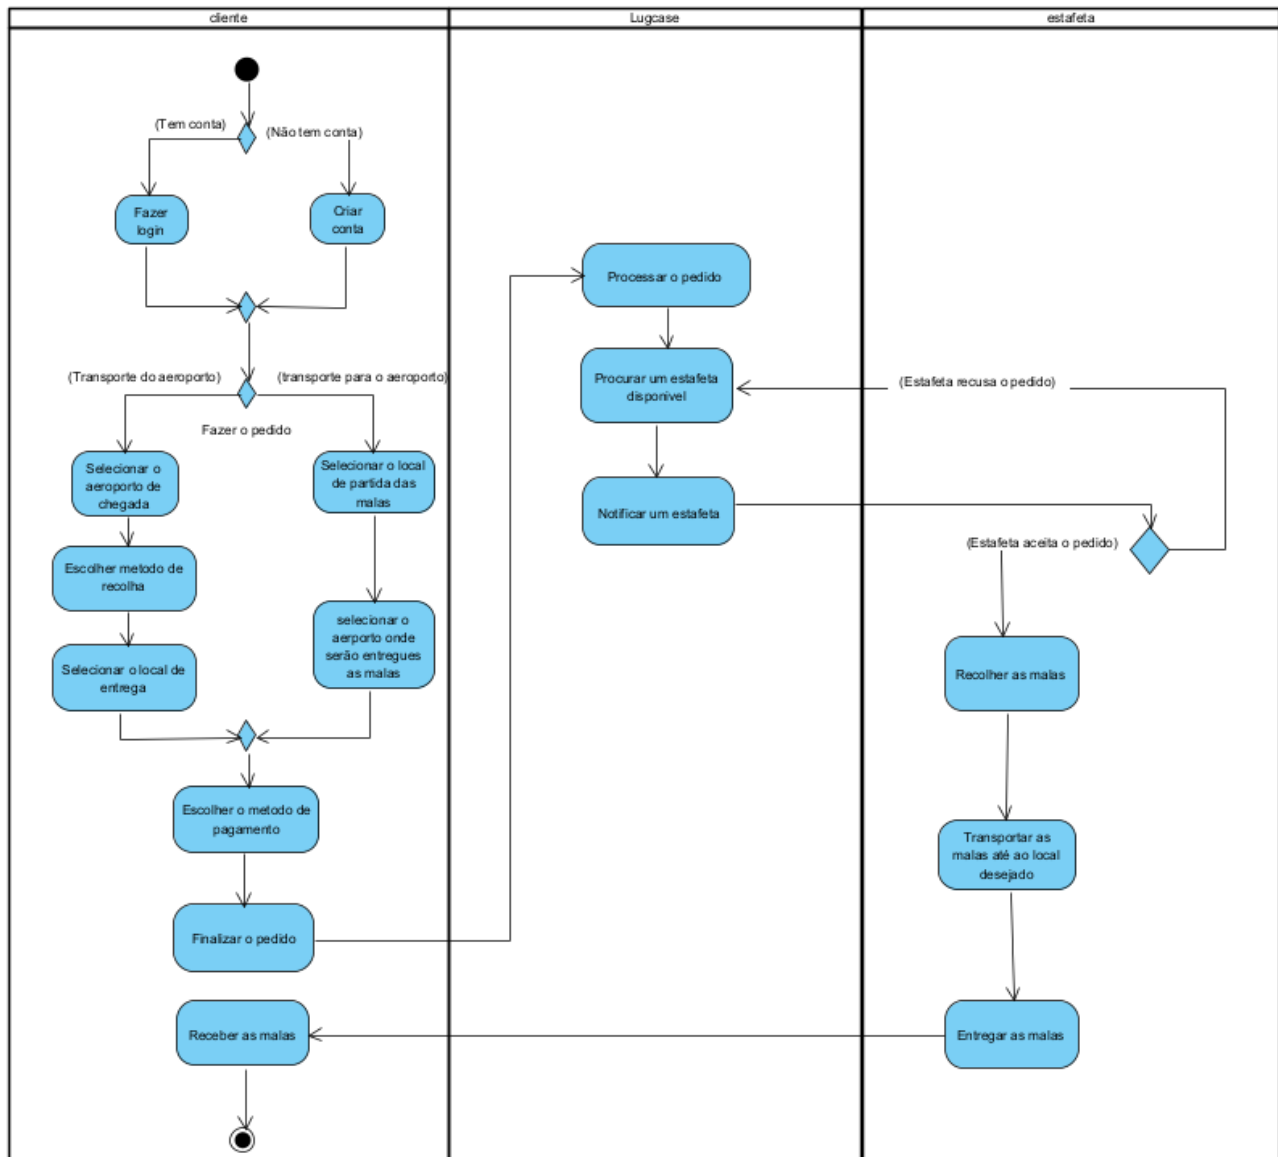 cliente
Lugcase
estafeta
(Tem conta)
(Não tem conta)
Fazer
login
Criar
conta
(Transporte do aeroporto)
(transporte para o aeroporto)
Fazer o pedido
Selecionar o
aeroporto de
chegada
Selecionar o local
de partida das
malas
Escolher metodo de
recolha
selecionar o
aerporto onde
serão entregues
as malas
Selecionar o local de
entrega
Escolher o metodo de
pagamento
Finalizar o pedido
Receber as malas
Processar o pedido
Procurar um estafeta
disponivel
Notificar um estafeta
(Estafeta recusa o pedido)
(Estafeta aceita o pedido)
Recolher as malas
Transportar as
malas até ao local
desejado
Entregar as malas